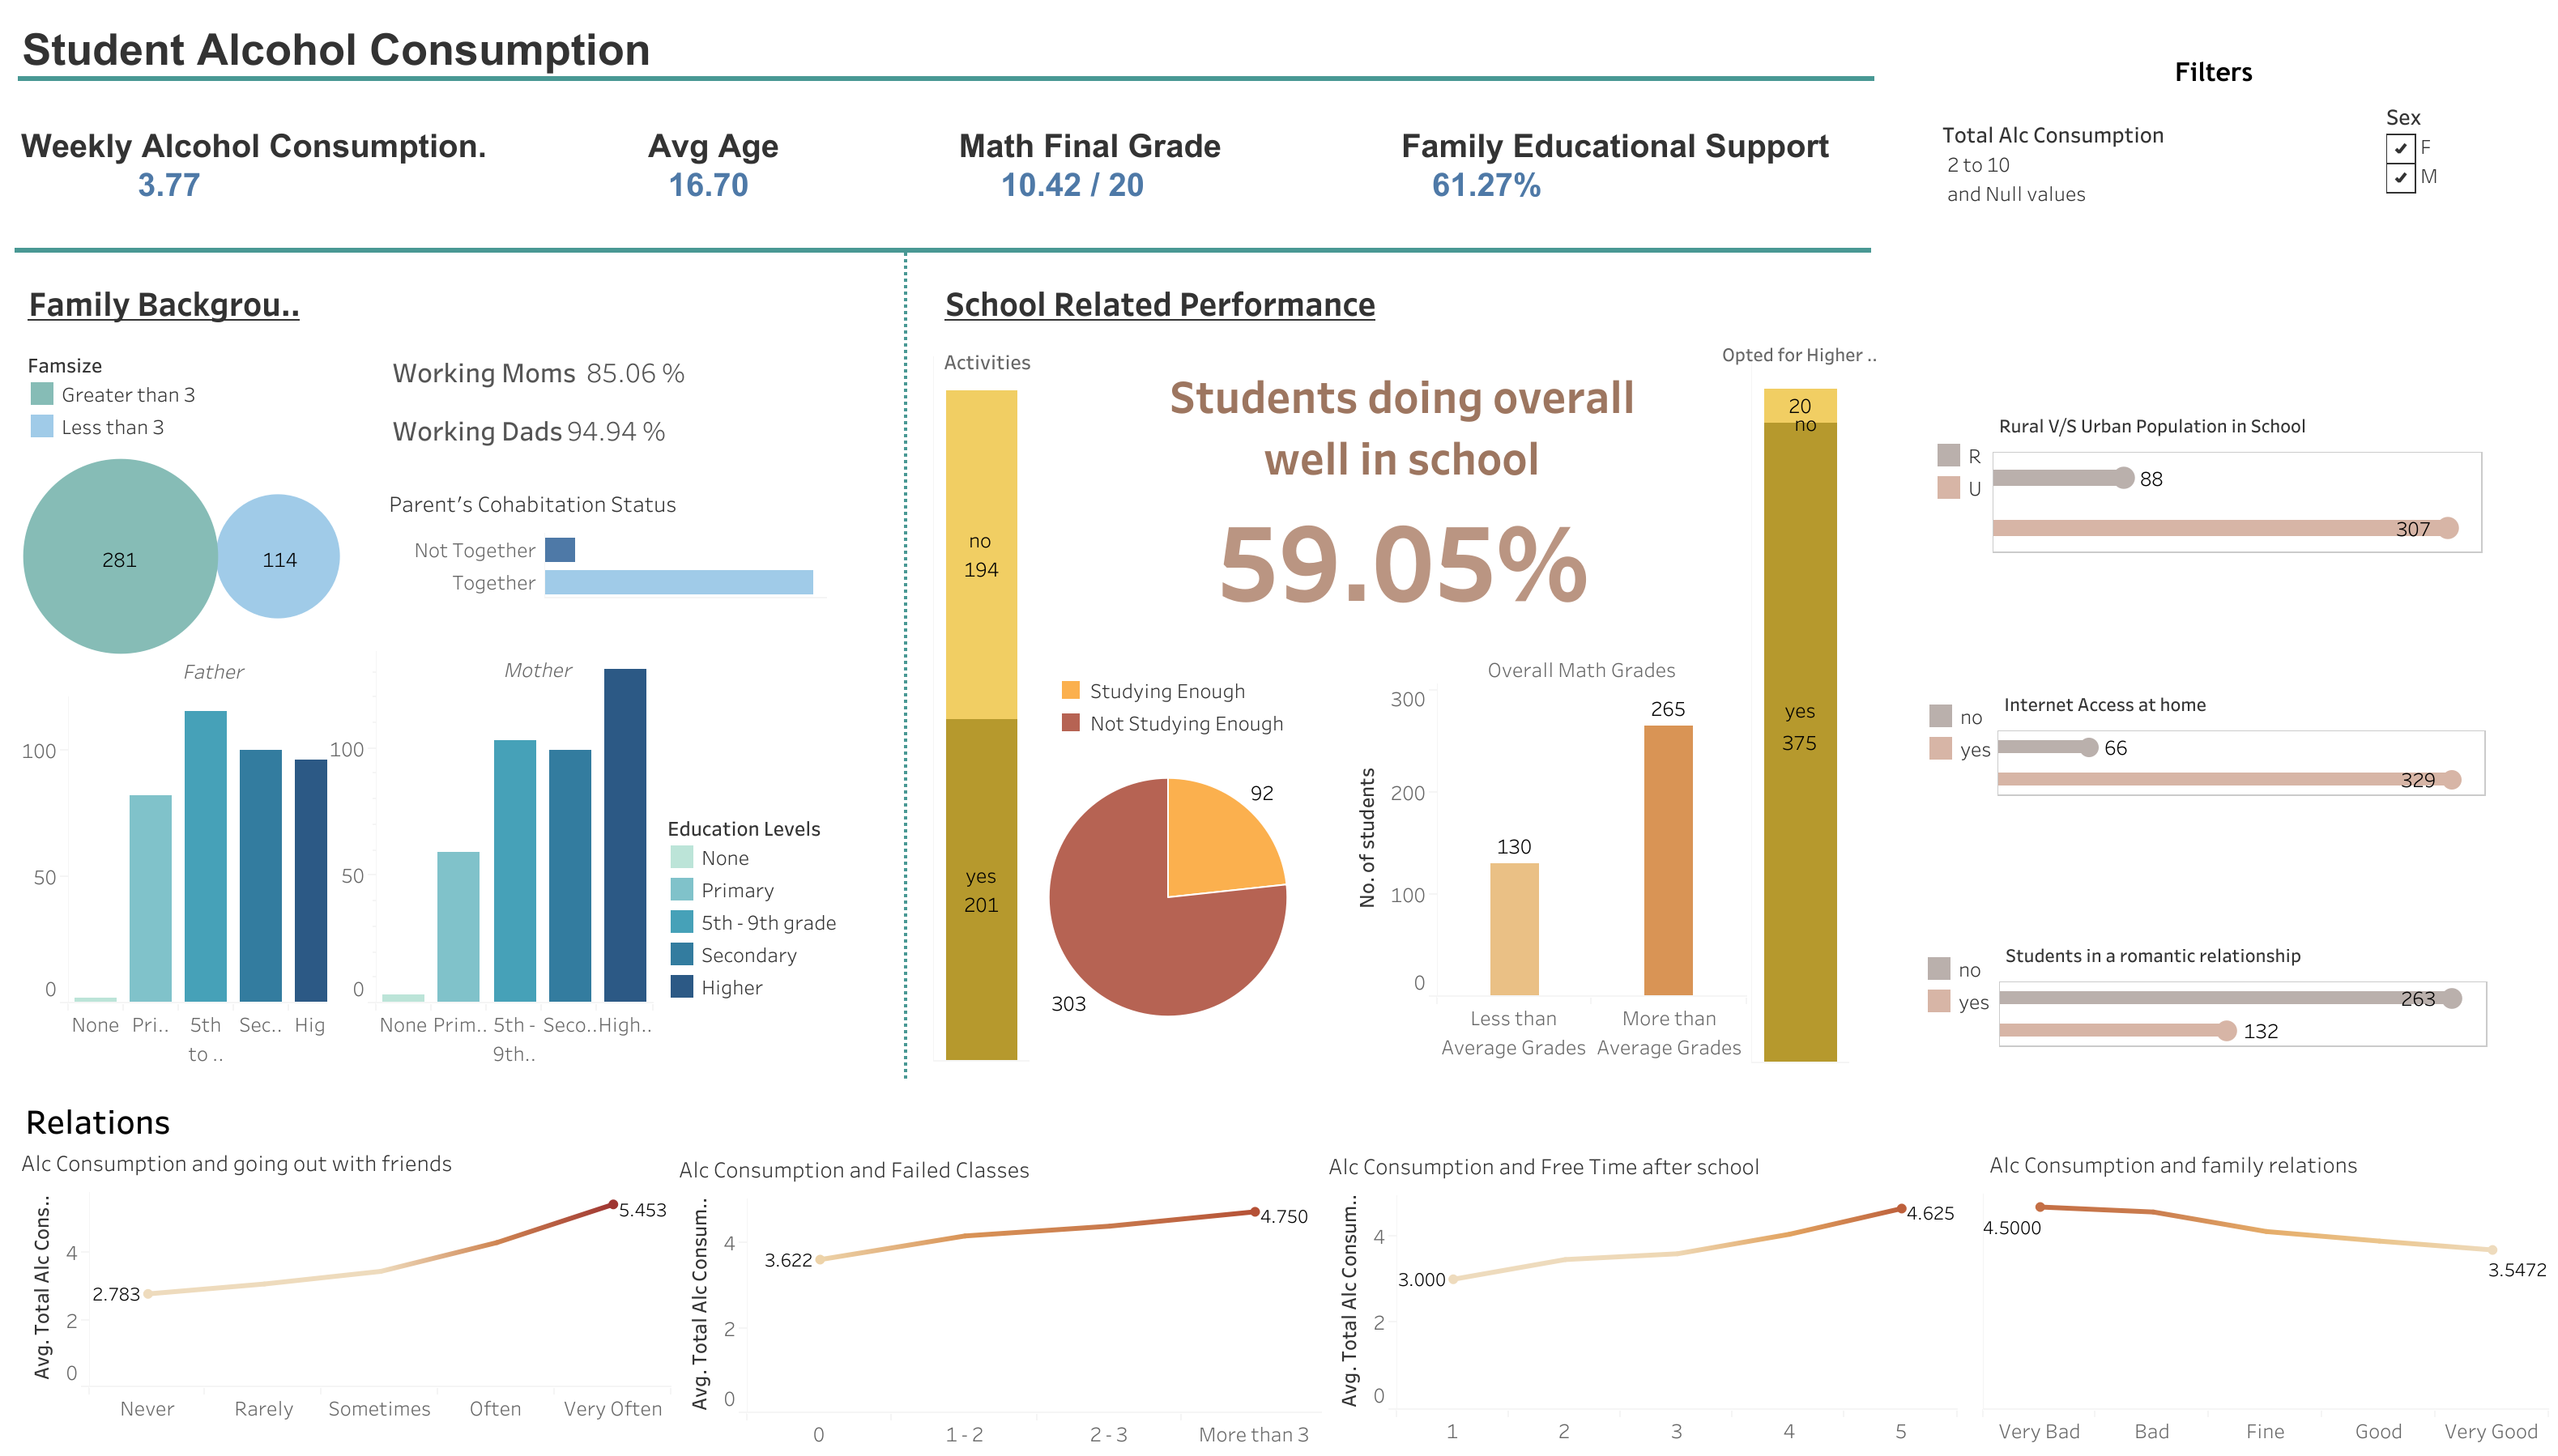 Student Alcohol Consumption
Filters
Weekly Alcohol Consumption.
3.77
Avg Age
16.70
Math Final Grade
10.42 / 20
Family Educational Support
61.27%
Total Alc Consumption
2 to 10
and Null values
Sex
F
M
Family Backgrou..
Famsize
Greater than 3
Less than 3
281
114
Working Moms 85.06 %
Working Dads 94.94 %
Parent's Cohabitation Status
Not Together
Together
Father
100
50
0
None Pri.. 5th Sec.. Hig
to ..
Mother
100
50
0
None Prim.. 5th - Seco..High..
9th..
Education Levels
None
Primary
5th - 9th grade
Secondary
Higher
School Related Performance
Activities
no
194
yes
201
Students doing overall
well in school
59.05%
Studying Enough
Not Studying Enough
92
303
Overall Math Grades
No. of students
300
200
100
0
130
265
Less than
Average Grades
More than
Average Grades
Opted for Higher ..
20
no
yes
375
Rural V/S Urban Population in School
R
U
88
307
Internet Access at home
no
yes
66
329
Students in a romantic relationship
no
yes
263
132
Relations
Alc Consumption and going out with friends
Avg. Total Alc Cons..
4
2
0
2.783
5.453
Never Rarely Sometimes Often Very Often
Alc Consumption and Failed Classes
Avg. Total Alc Consum..
4
2
0
3.622
4.750
0 1 - 2 2 - 3 More than 3
Alc Consumption and Free Time after school
Avg. Total Alc Consum..
4
2
0
3.000
4.625
1 2 3 4 5
Alc Consumption and family relations
4.5000
3.5472
Very Bad Bad Fine Good Very Good